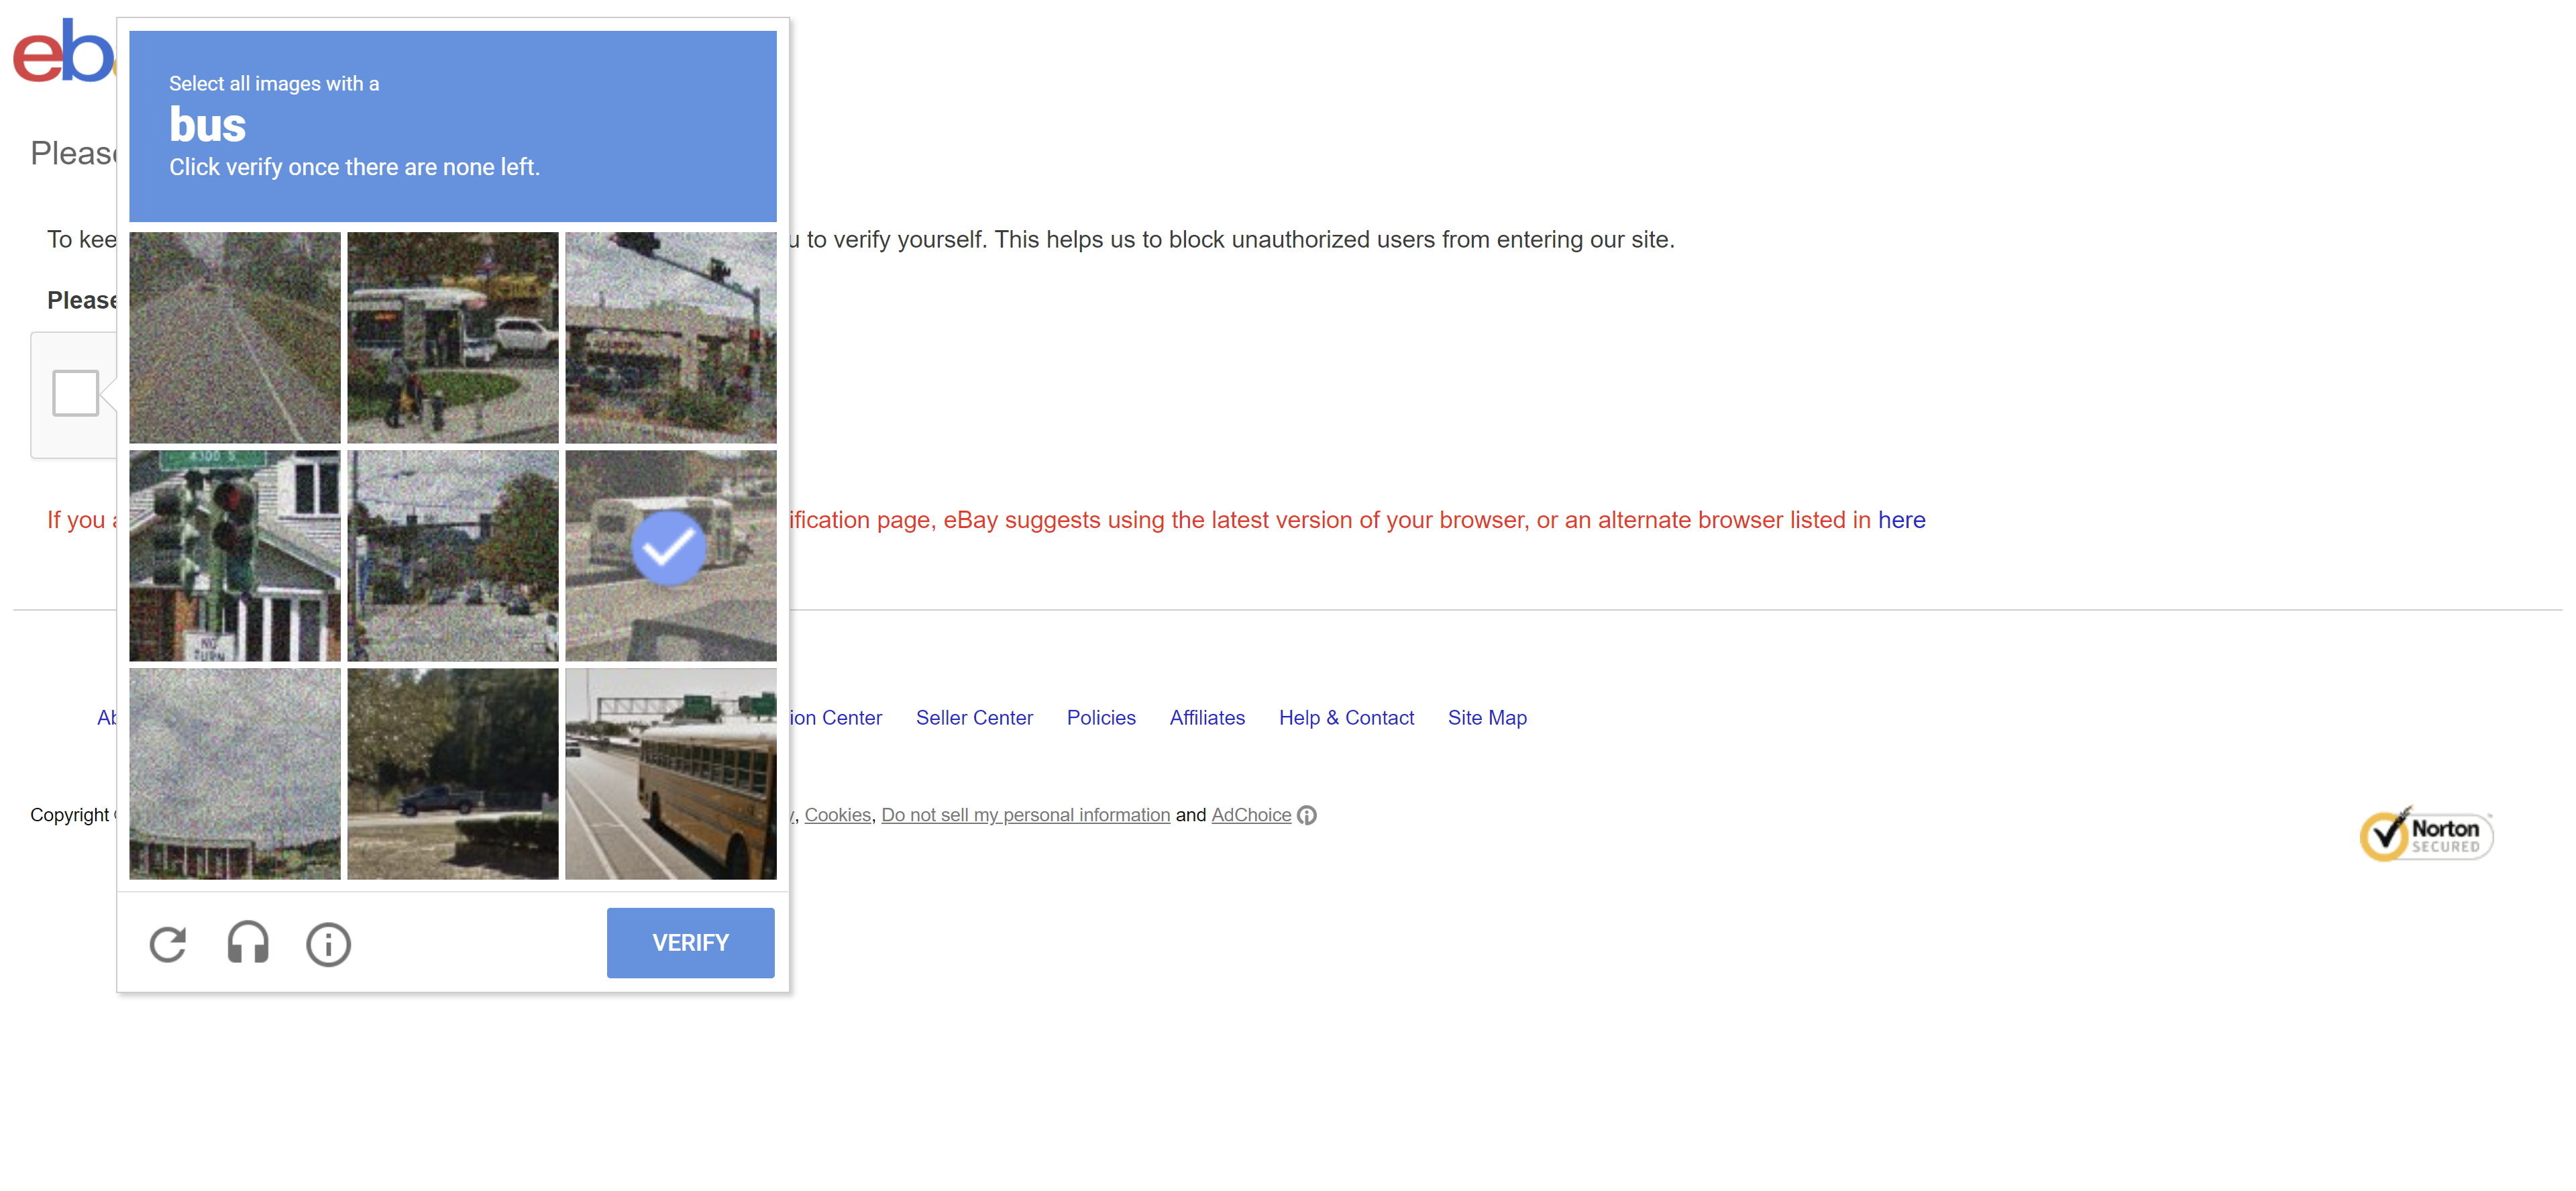 eb
Please
Select all images with a
bus
Click verify once there are none left.
To kee
u to verify yourself. This helps us to block unauthorized users from entering our site.
Please
4300 S
NO
TURN
If you a
ification page, eBay suggests using the latest version of your browser, or an alternate browser listed in here
Ab
ion Center Seller Center Policies Affiliates Help & Contact Site Map
Copyright
y, Cookies, Do not sell my personal information and AdChoice
Norton
SECURED
VERIFY